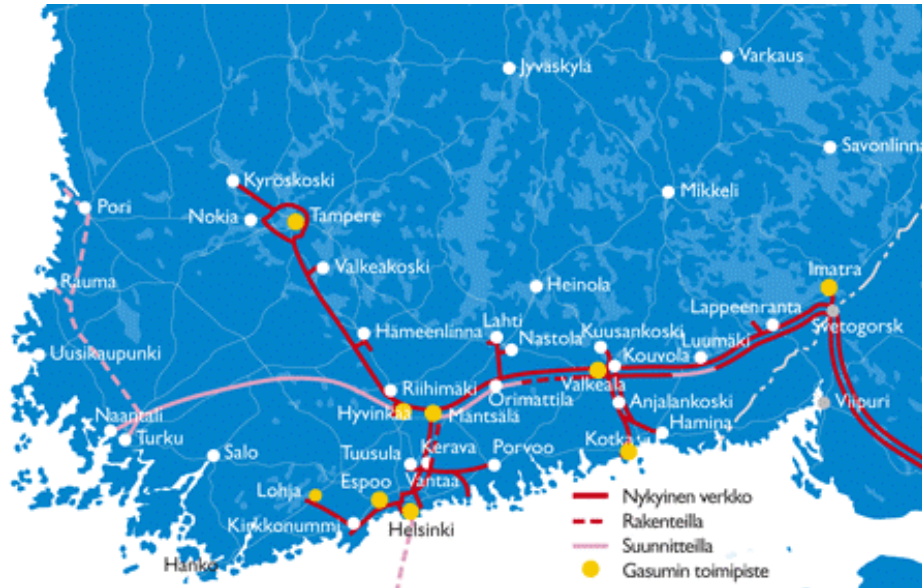 Jyväskylä
Varkaus
Savonlinna
Kyröskoski
Mikkeli
Pori
Nokia
Tampere
Valkeakoski
Imatra
Rauma
Heinola
Lappeenranta
Svetogorsk
Hämeenlinna
Lahti
Nastola
Kuusankoski
Luumäki
Uusikaupunki
Kouvola
Riihimäki
Valkeala
Orimattila
Hyvinkää
Mäntsälä
Anjalankoski
Viipuri
Naantali
Turku
Hamina
Kotka
Salo
Tuusula
Kerava
Porvoo
Vantaa
Espoo
Lohja
Kirkkonummi
Helsinki
Hanko
Nykyinen verkko
Rakenteilla
Suunnitteilla
Gasumin toimipiste